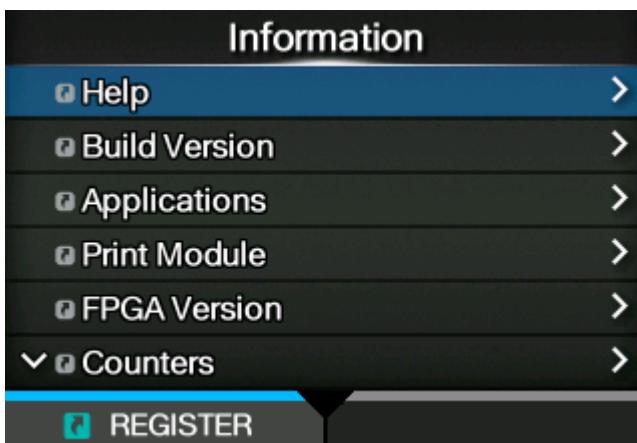 Information
Help
Build Version
Applications
Print Module
FPGA Version
Counters
REGISTER